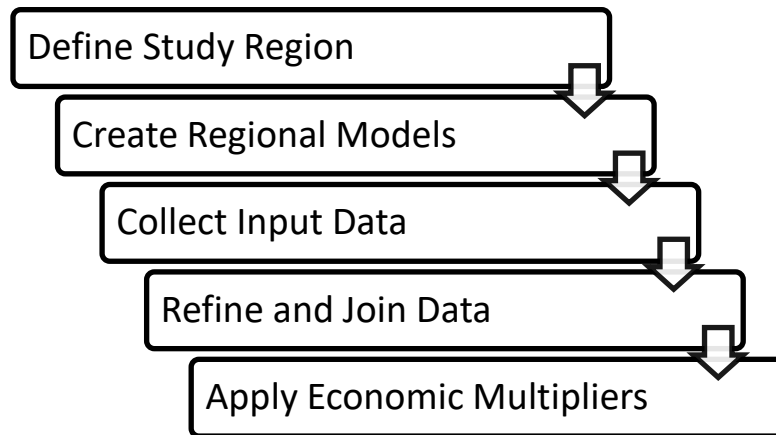 Define Study Region
Create Regional Models
Collect Input Data
Refine and Join Data
Apply Economic Multipliers